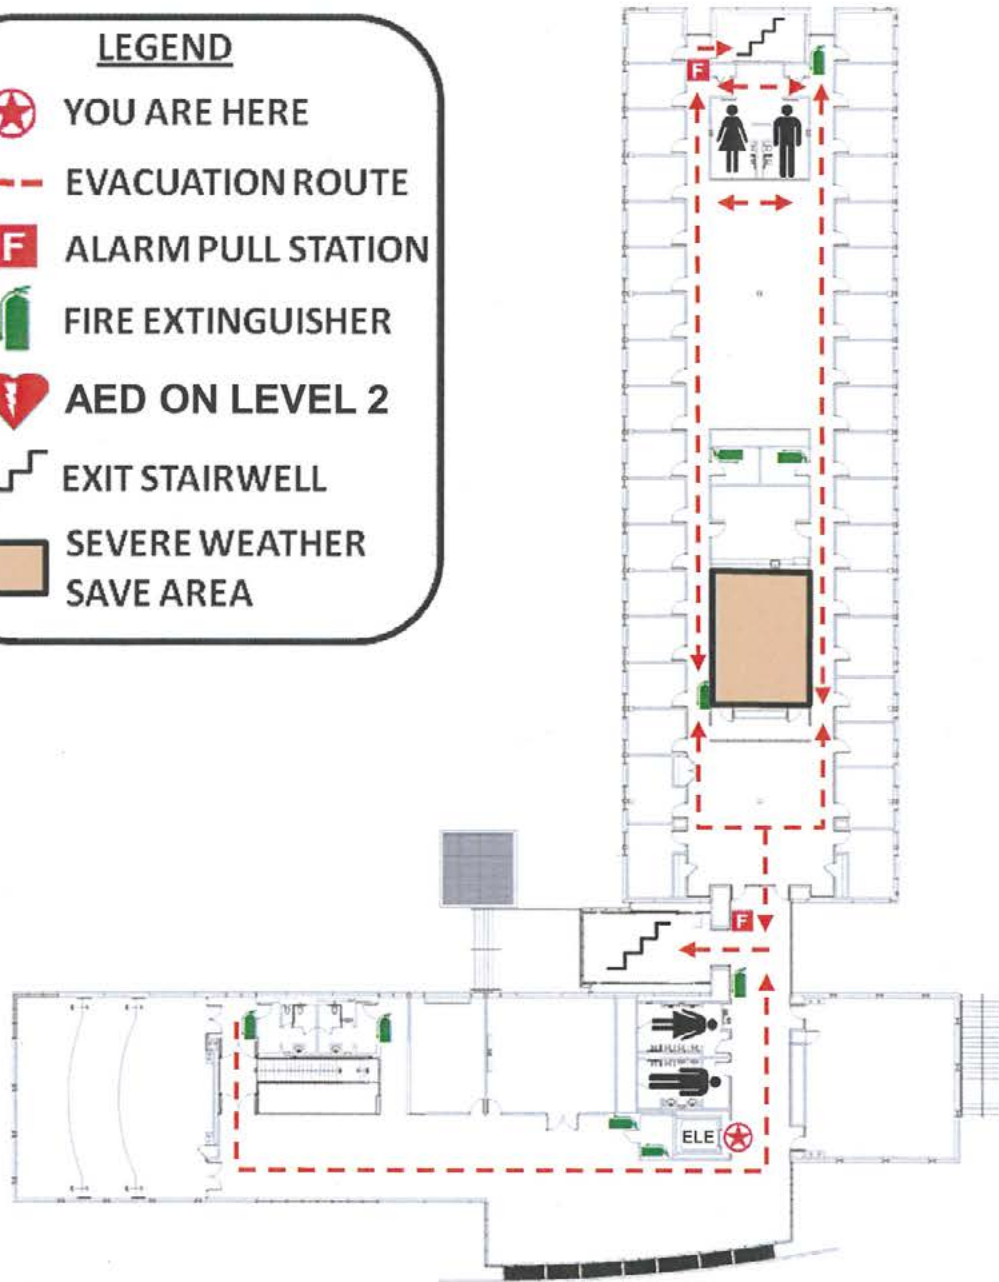 LEGEND
YOU ARE HERE
EVACUATION ROUTE
F ALARM PULL STATION
FIRE EXTINGUISHER
AED ON LEVEL 2
EXIT STAIRWELL
SEVERE WEATHER
SAVE AREA
F
F
ELE